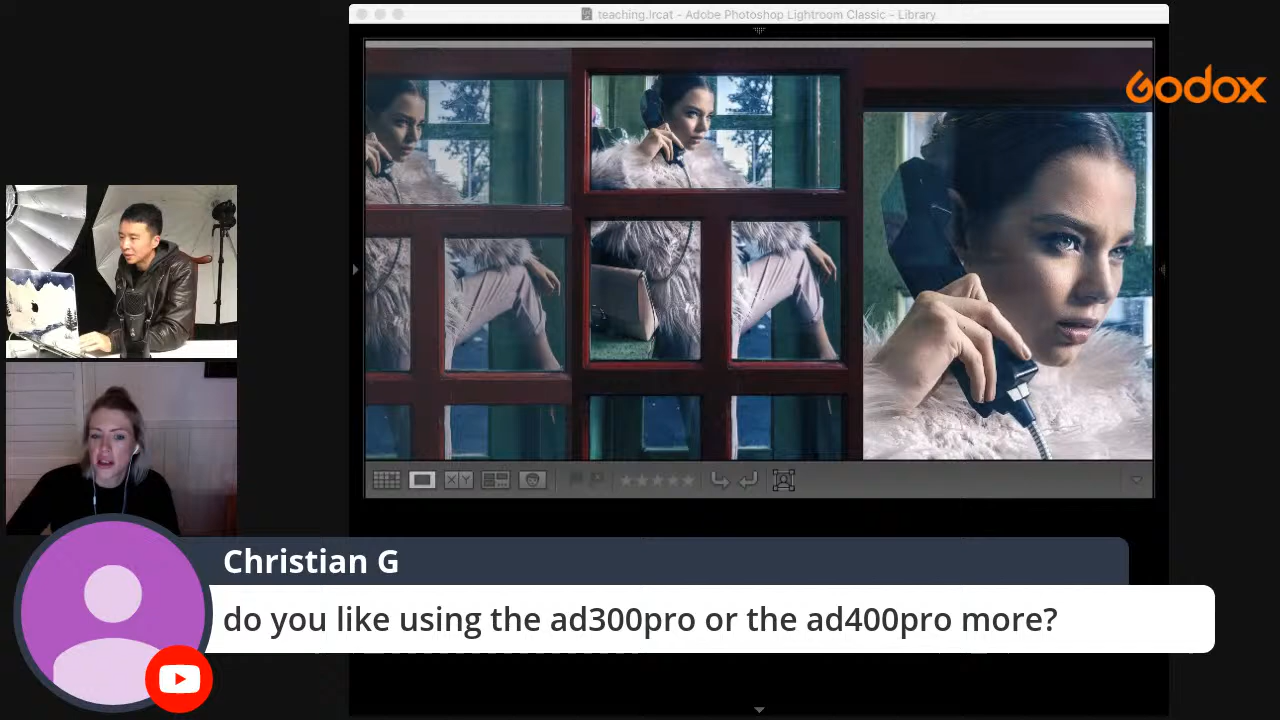 teaching.lrcat - Adobe Photoshop Lightroom Classic - Library
Godox
XY
Christian G
do you like using the ad300pro or the ad400pro more?